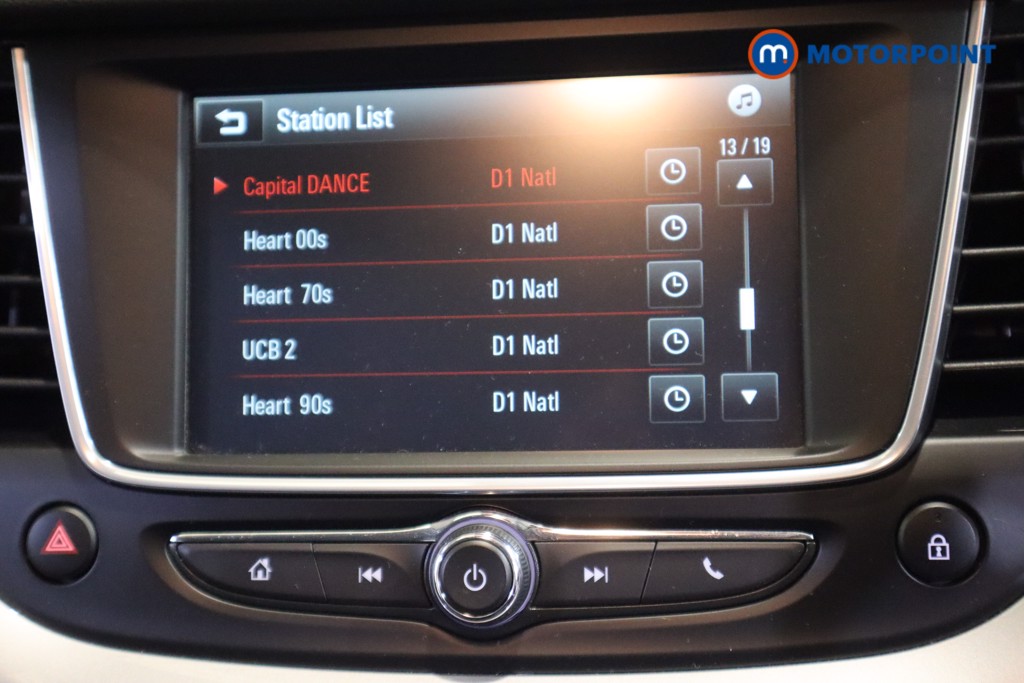 m MOTORPOINT
Station List
13 / 19
Capital DANCE D1 Natl
Heart 00s D1 Natl
Heart 70s D1 Natl
UCB 2 D1 Natl
Heart 90s D1 Natl